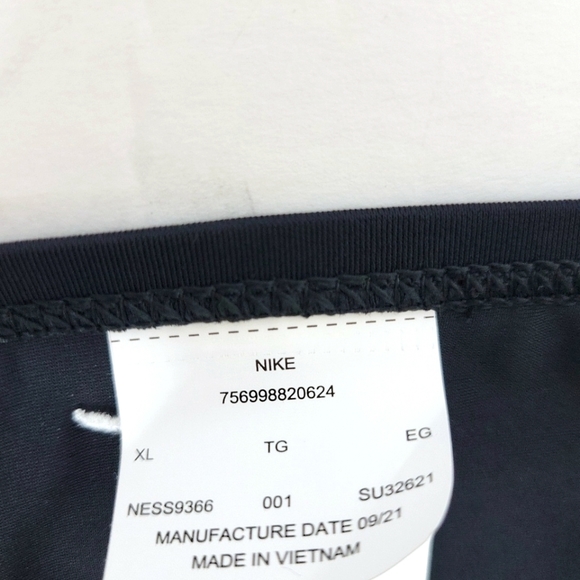 NIKE
756998820624
XL TG EG
NESS9366 001 SU32621
MANUFACTURE DATE 09/21
MADE IN VIETNAM